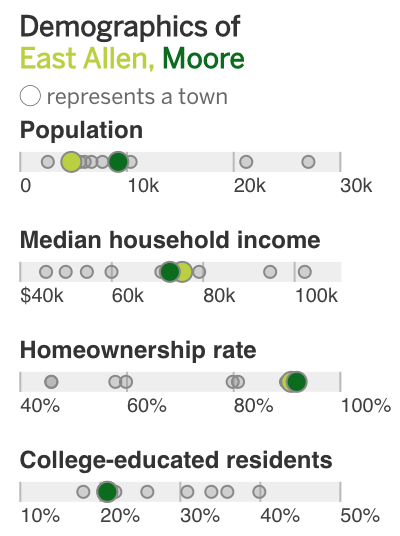 Demographics of
East Allen, Moore
represents a town
Population
0 10k 20k 30k
Median household income
$40k 60k 80k 100k
Homeownership rate
40% 60% 80% 100%
College-educated residents
10% 20% 30% 40% 50%